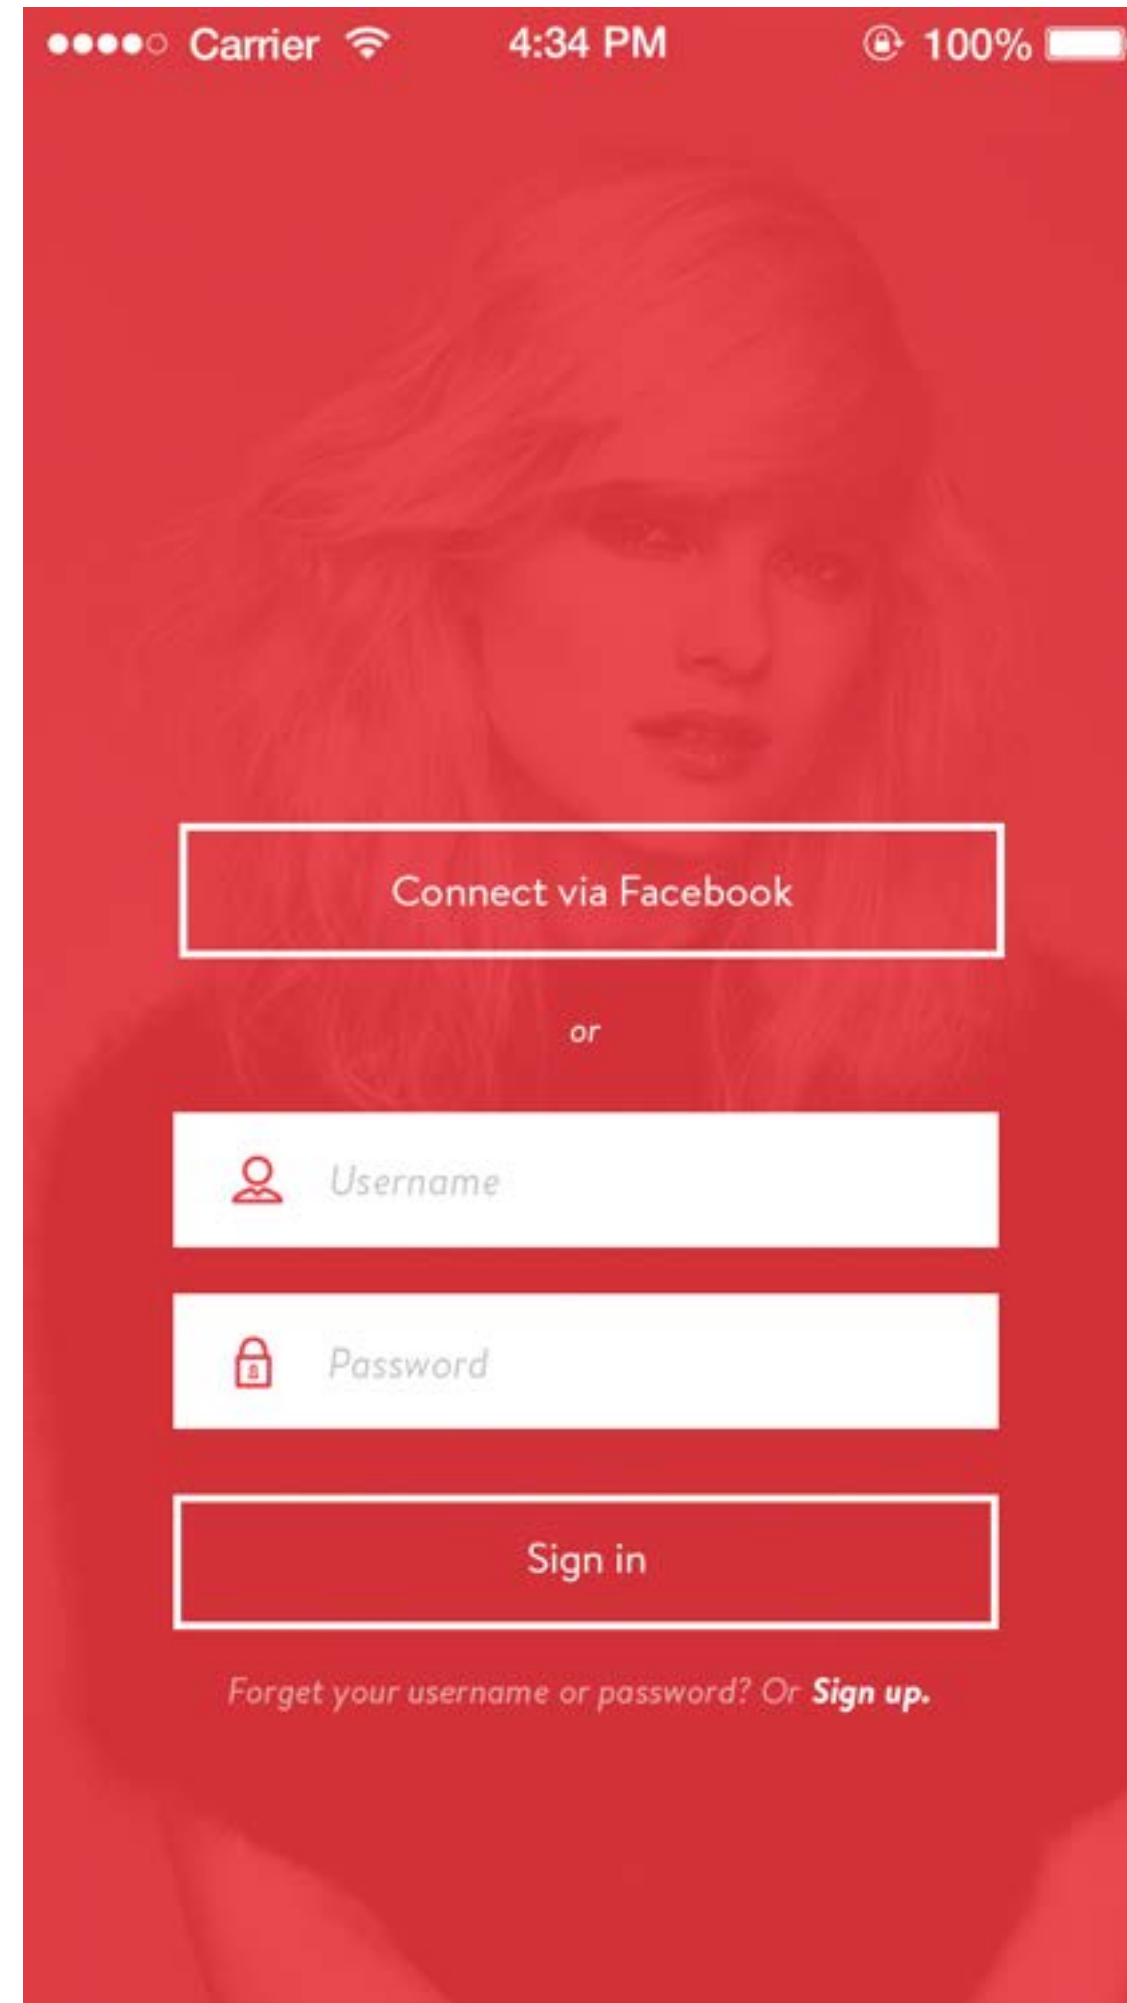 Carrier 4:34 PM 100%
Connect via Facebook
or
Username
Password
Sign in
Forget your username or password? Or Sign up.